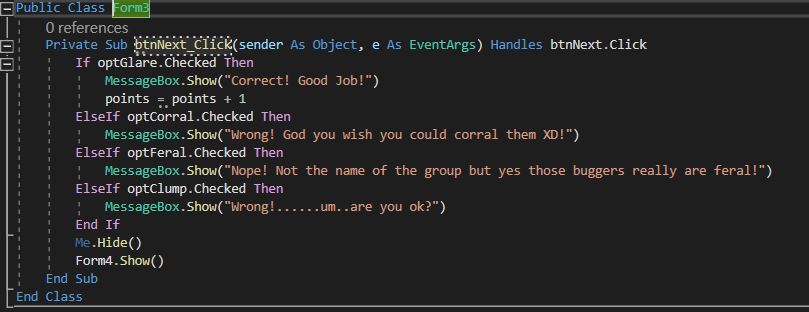 Public Class Form3
0 references
Private Sub btnNext_Click(sender As Object, e As EventArgs) Handles btnNext.Click
If optGlare.Checked Then
MessageBox.Show("Correct! Good Job!")
points = points + 1
ElseIf optCorral.Checked Then
MessageBox.Show("Wrong! God you wish you could corral them XD!")
ElseIf optFeral.Checked Then
MessageBox.Show("Nope! Not the name of the group but yes those buggers really are feral!")
ElseIf optClump.Checked Then
MessageBox.Show("Wrong!......um..are you ok?")
End If
Me.Hide()
Form4.Show()
End Sub
End Class